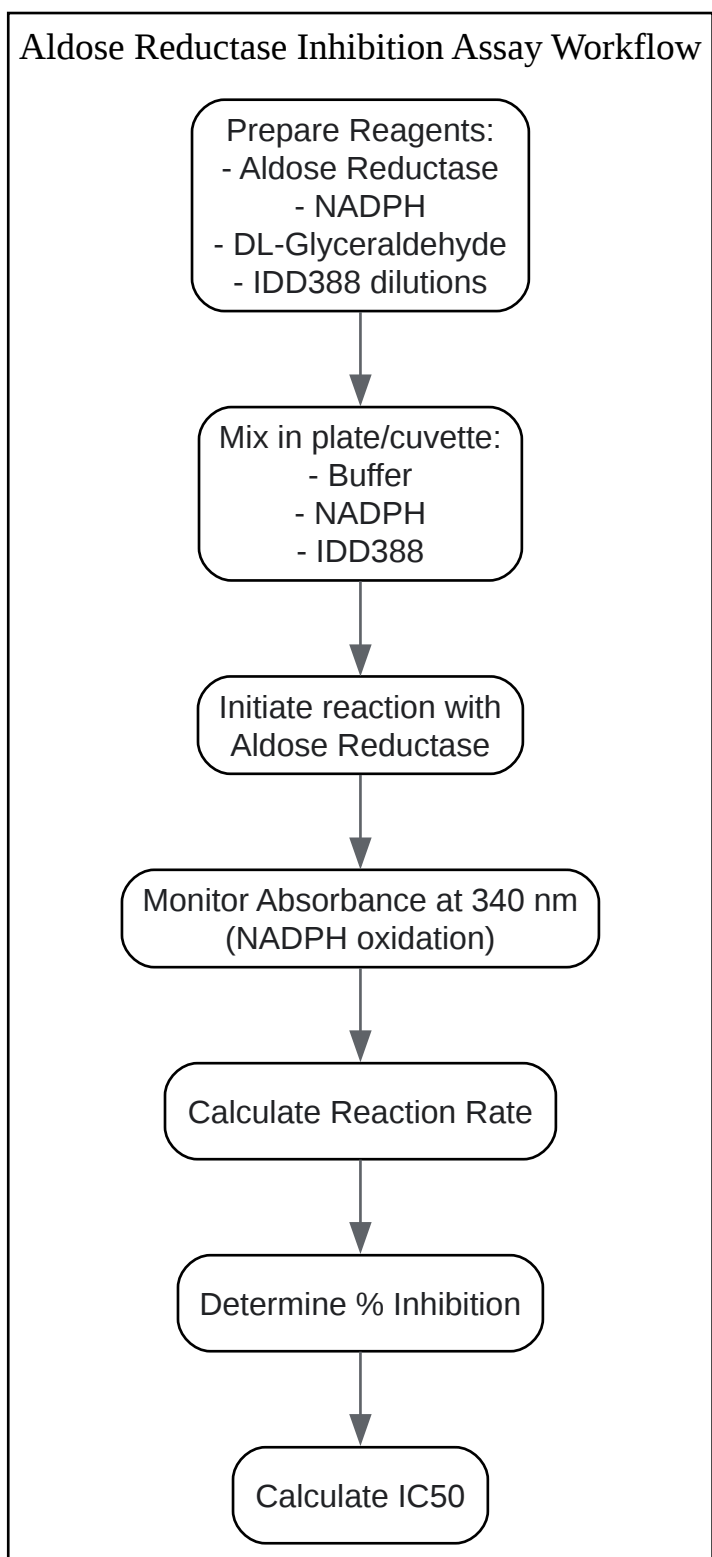 Aldose Reductase Inhibition Assay Workflow
Prepare Reagents:
- Aldose Reductase
- NADPH
- DL-Glyceraldehyde
- IDD388 dilutions
Mix in plate/cuvette:
- Buffer
- NADPH
- IDD388
Initiate reaction with
Aldose Reductase
Monitor Absorbance at 340 nm
(NADPH oxidation)
Calculate Reaction Rate
Determine % Inhibition
Calculate IC50